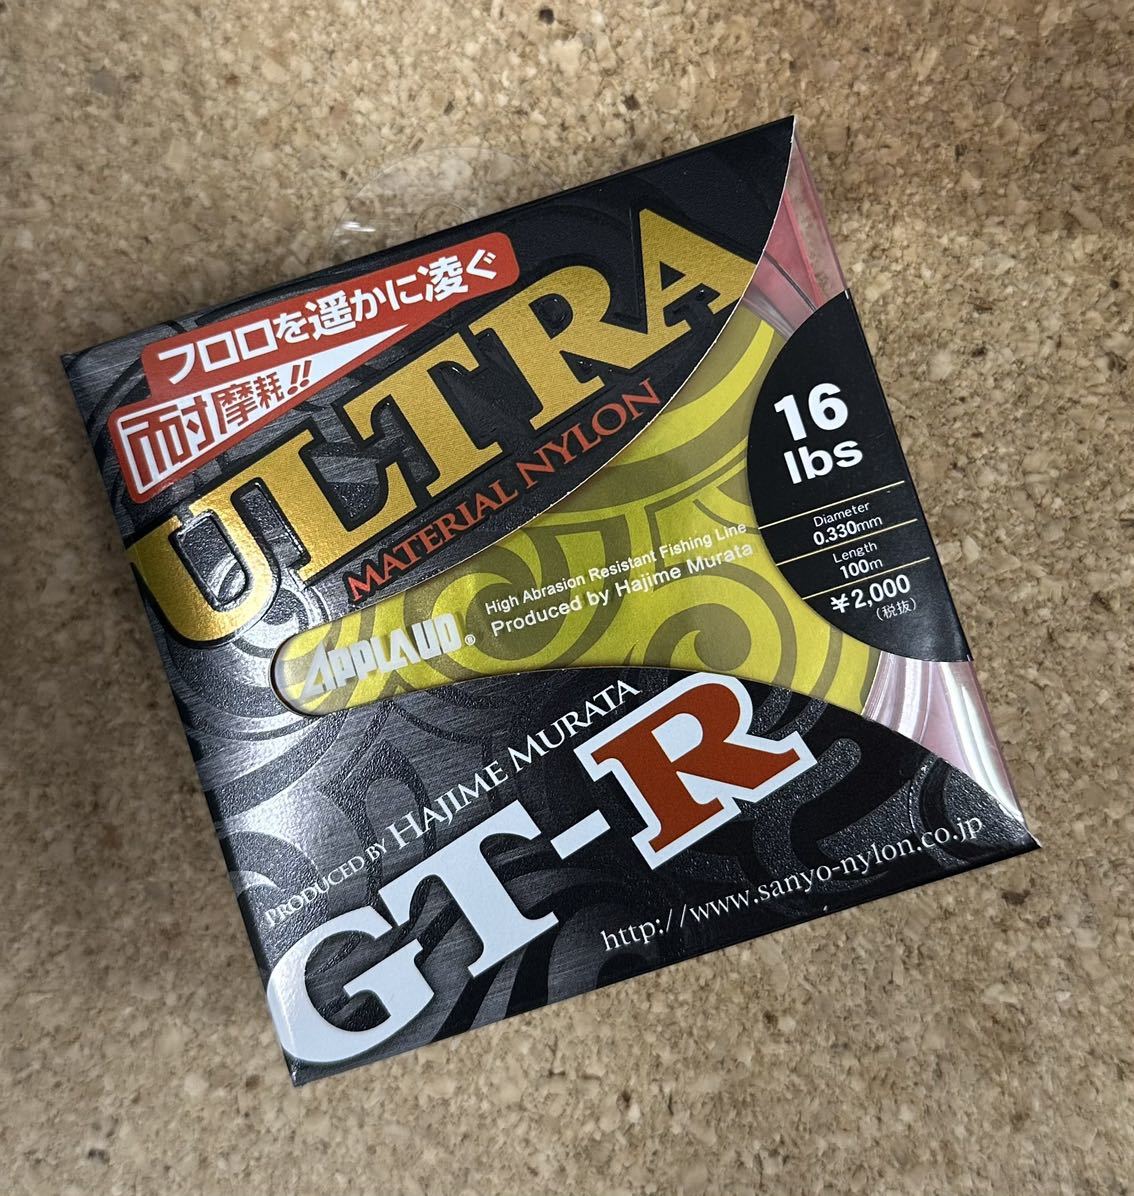 フロロを遥かに凌ぐ
耐摩耗!!
ULTRA
MATERIAL NYLON
16
lbs
Diameter
0.330mm
Length
100m
¥2,000
(税抜)
High Abrasion Resistant Fishing Line
Produced by Hajime Murata
APPLAUD®
PRODUCED BY HAJIME MURATA
GT-R
http://www.sanyo-nylon.co.jp